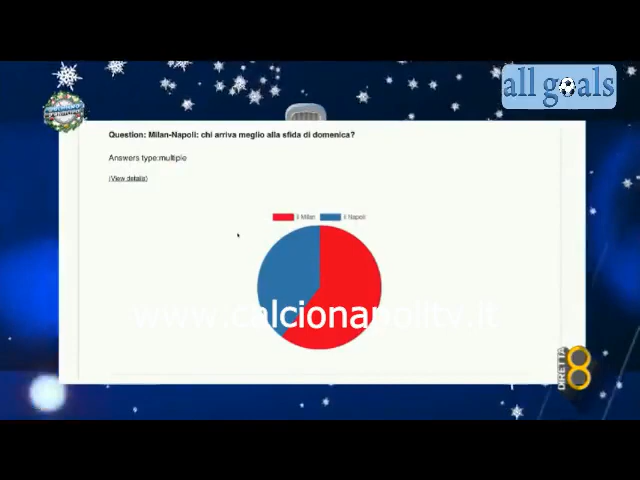 all goals
Question: Milan-Napoli: chi arriva meglio alla sfida di domenica?
Answers type:multiple
(View details)
Il Milan Il Napoli
www.calcionapolitv.it
DIRETTA
8